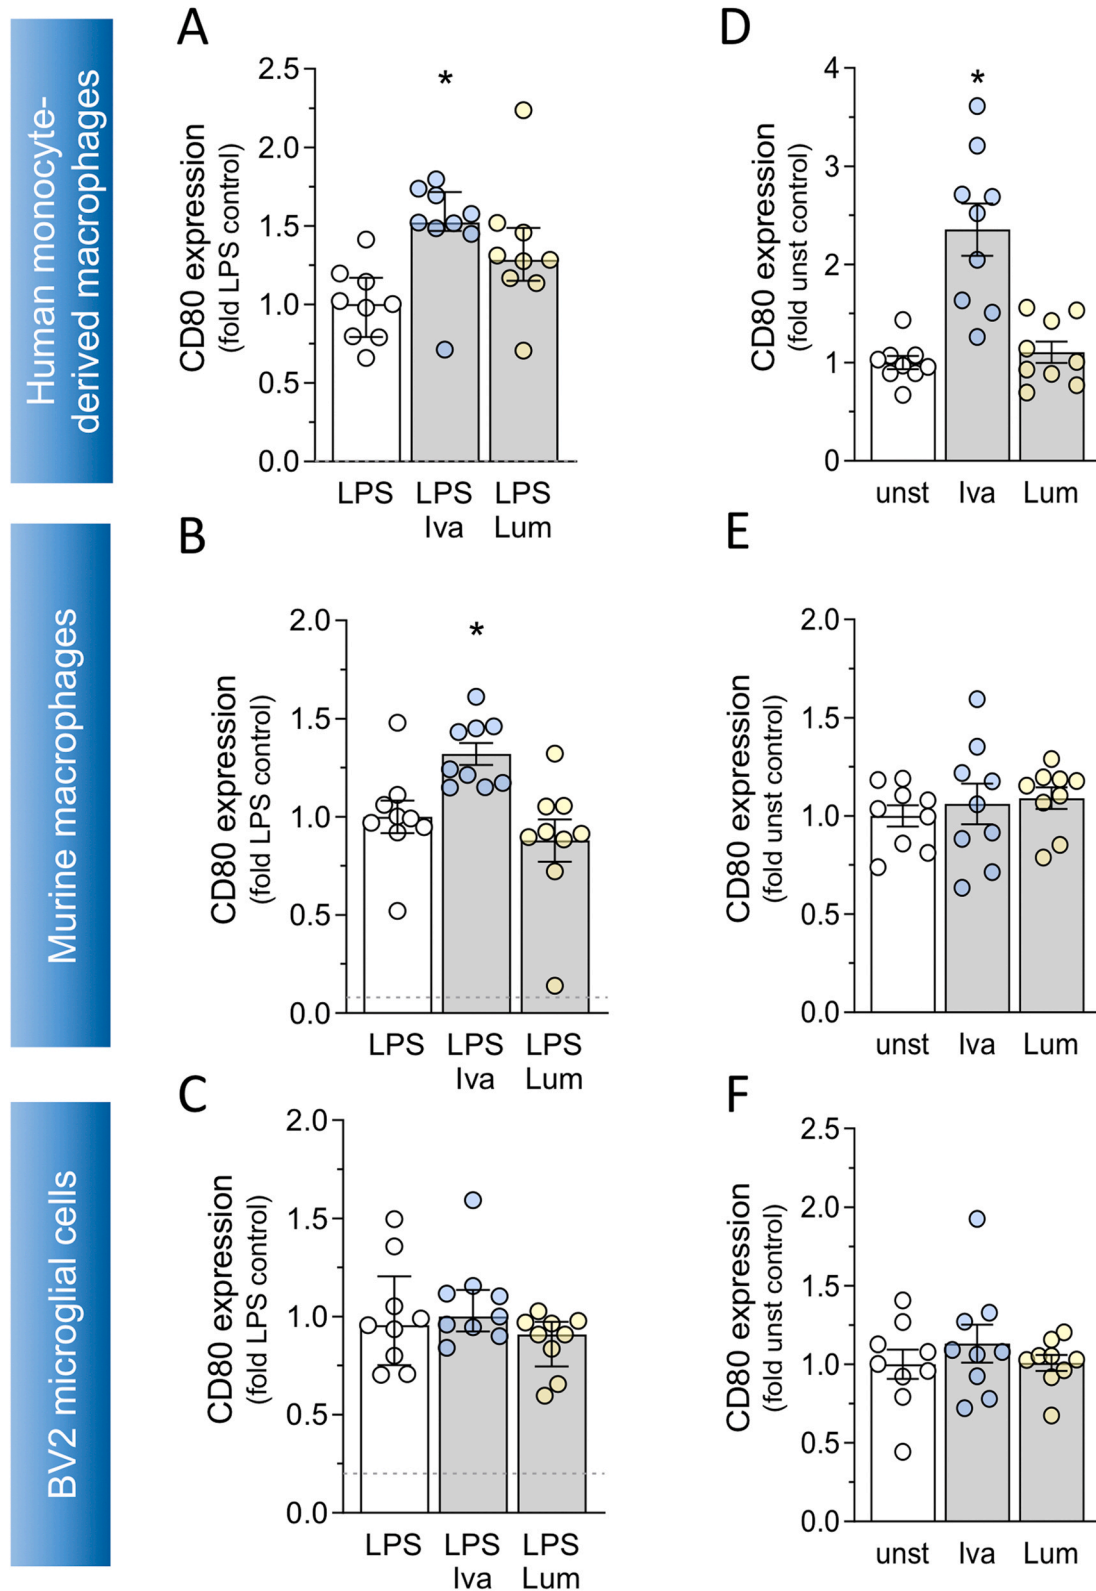 Human monocyte-
derived macrophages
A
CD80 expression
(fold LPS control)
2.5
2.0
1.5
1.0
0.5
0.0
*
LPS
LPS
Iva
LPS
Lum
D
CD80 expression
(fold unst control)
4
3
2
1
0
*
unst
Iva
Lum
Murine macrophages
B
CD80 expression
(fold LPS control)
2.0
1.5
1.0
0.5
0.0
*
LPS
LPS
Iva
LPS
Lum
E
CD80 expression
(fold unst control)
2.0
1.5
1.0
0.5
0.0
unst
Iva
Lum
BV2 microglial cells
C
CD80 expression
(fold LPS control)
2.0
1.5
1.0
0.5
0.0
LPS
LPS
Iva
LPS
Lum
F
CD80 expression
(fold unst control)
2.5
2.0
1.5
1.0
0.5
0.0
unst
Iva
Lum